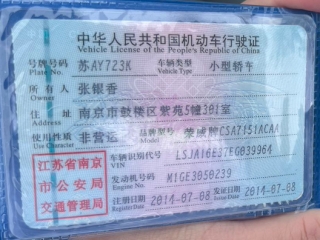 中华人民共和国机动车行驶证
Vehicle License of the People's Republic of China
号牌号码 苏AY723K 车辆类型 小型轿车
Plate No. Vehicle Type
所有人 张银香
Owner
住址 南京市鼓楼区紫苑5幢301室
Address
使用性质 非营运 品牌型号 荣威牌CSA7151ACAA
Use Character Model
车辆识别代号 LSJA16E37EG039964
VIN
发动机号码 M1GE3050239
Engine No.
注册日期 2014-07-08 发证日期 2014-07-08
Register Date Issue Date
江苏省南京
市公安局
交通管理局